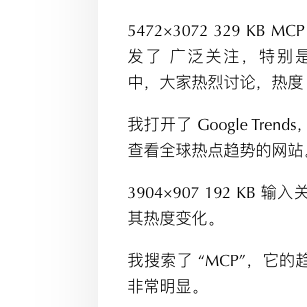 5472×3072 329 KB MCP
发了 广泛关注，特别是
中，大家热烈讨论，热度
我打开了 Google Trends，
查看全球热点趋势的网站。
3904×907 192 KB 输入关
其热度变化。
我搜索了 “MCP”，它的趋
非常明显。